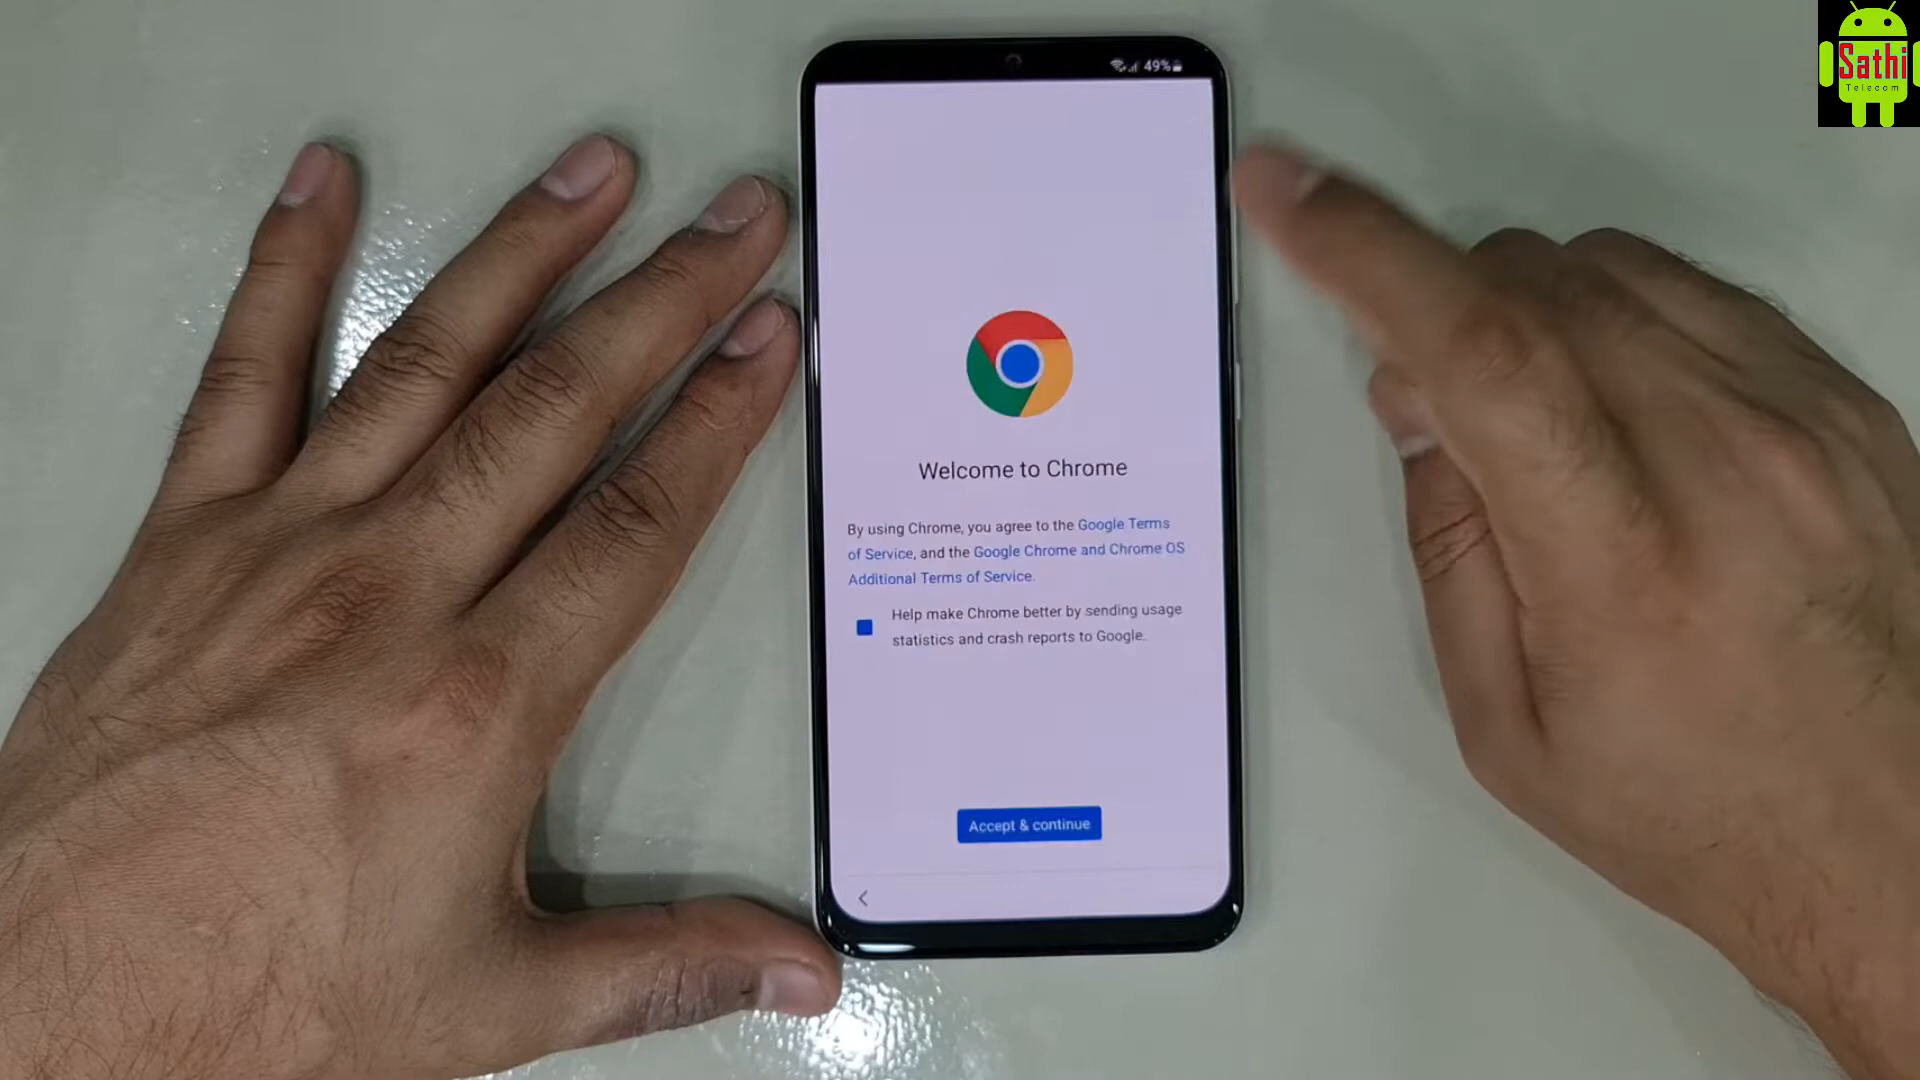 49%
Sathi
Telecom
Welcome to Chrome
By using Chrome, you agree to the Google Terms
of Service, and the Google Chrome and Chrome OS
Additional Terms of Service.
Help make Chrome better by sending usage
statistics and crash reports to Google.
Accept & continue